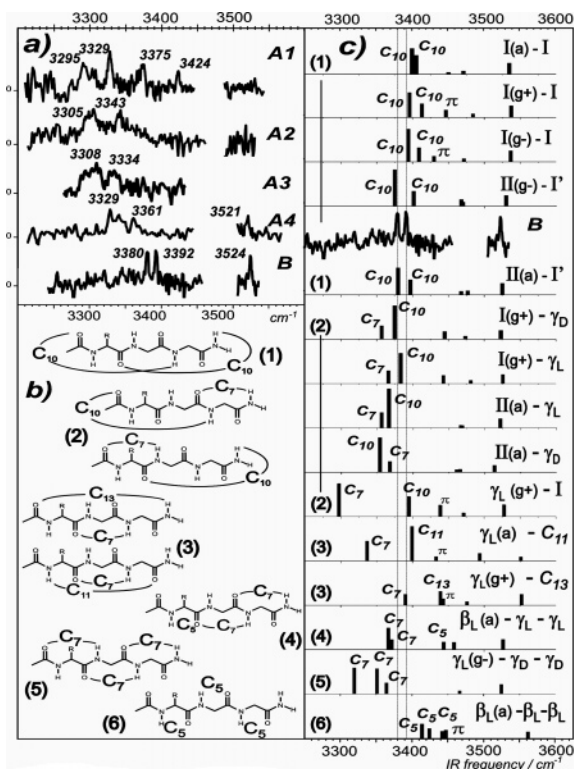 3300 3400 3500
a)
3295 3329 3375 3424 A1
3305 3343 A2
3308 3334 A3
3329 3361 3521 A4
3380 3392 3524 B
3300 3400 cm⁻¹ 3500
b)
C10 C10 (1)
C10 C7 (2)
C7 C10
C13 C7
(3)
C7 C11
C7 C5 C7 (4)
C7 C7 C7 (5)
C5 C5 C5 (6)
3300 3400 3500 3600
c)
(1) C10 C10 I(a) - I
C10 C10 π I(g+) - I
C10 C10 π I(g-) - I
C10 C10 II(g-) - I'
B
(1) C10 C10 II(a) - I'
(2) C7 C10 I(g+) - γD
C7 C10 I(g+) - γL
C7 C10 II(a) - γL
C10 C7 II(a) - γD
(2) C7 C10 π γL(g+) - I
(3) C7 C11 π γL(a) - C11
(3) C7 C13 π γL(g+) - C13
(4) C7 C7 C5 βL(a) - γL - γL
(5) C7 C7 C7 γL(g-) - γD - γD
(6) C5 C5 C5 π βL(a)-βL-βL
3300 3400 3500 3600
IR frequency / cm⁻¹